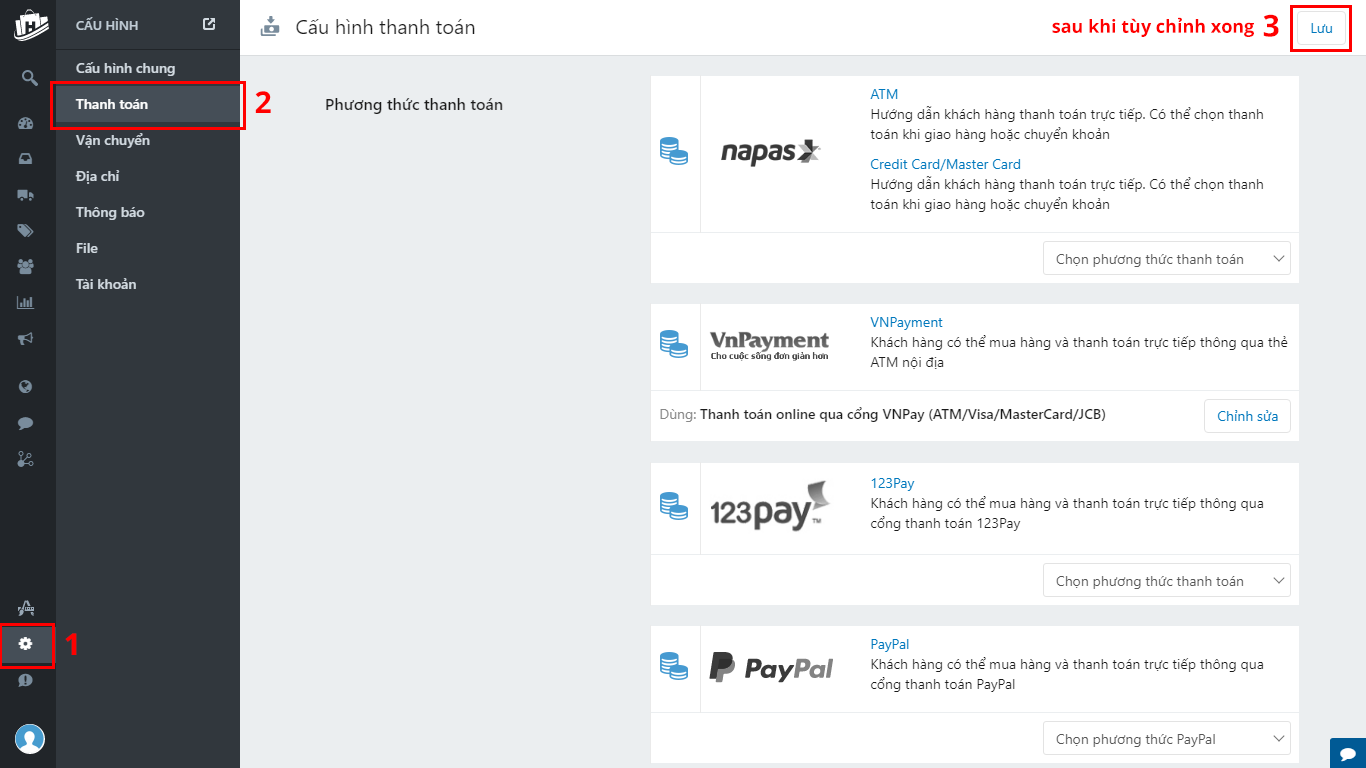 CẤU HÌNH
Cấu hình chung
Thanh toán
Vận chuyển
Địa chỉ
Thông báo
File
Tài khoản
1
2
Cấu hình thanh toán
sau khi tùy chỉnh xong 3
Lưu
Phương thức thanh toán
napas
ATM
Hướng dẫn khách hàng thanh toán trực tiếp. Có thể chọn thanh
toán khi giao hàng hoặc chuyển khoản
Credit Card/Master Card
Hướng dẫn khách hàng thanh toán trực tiếp. Có thể chọn thanh
toán khi giao hàng hoặc chuyển khoản
Chọn phương thức thanh toán
VnPayment
Cho cuộc sống đơn giản hơn
VNPayment
Khách hàng có thể mua hàng và thanh toán trực tiếp thông qua thẻ
ATM nội địa
Dùng: Thanh toán online qua cổng VNPay (ATM/Visa/MasterCard/JCB)
Chỉnh sửa
123pay™
123Pay
Khách hàng có thể mua hàng và thanh toán trực tiếp thông qua
cổng thanh toán 123Pay
Chọn phương thức thanh toán
PayPal
PayPal
Khách hàng có thể mua hàng và thanh toán trực tiếp thông qua
cổng thanh toán PayPal
Chọn phương thức PayPal